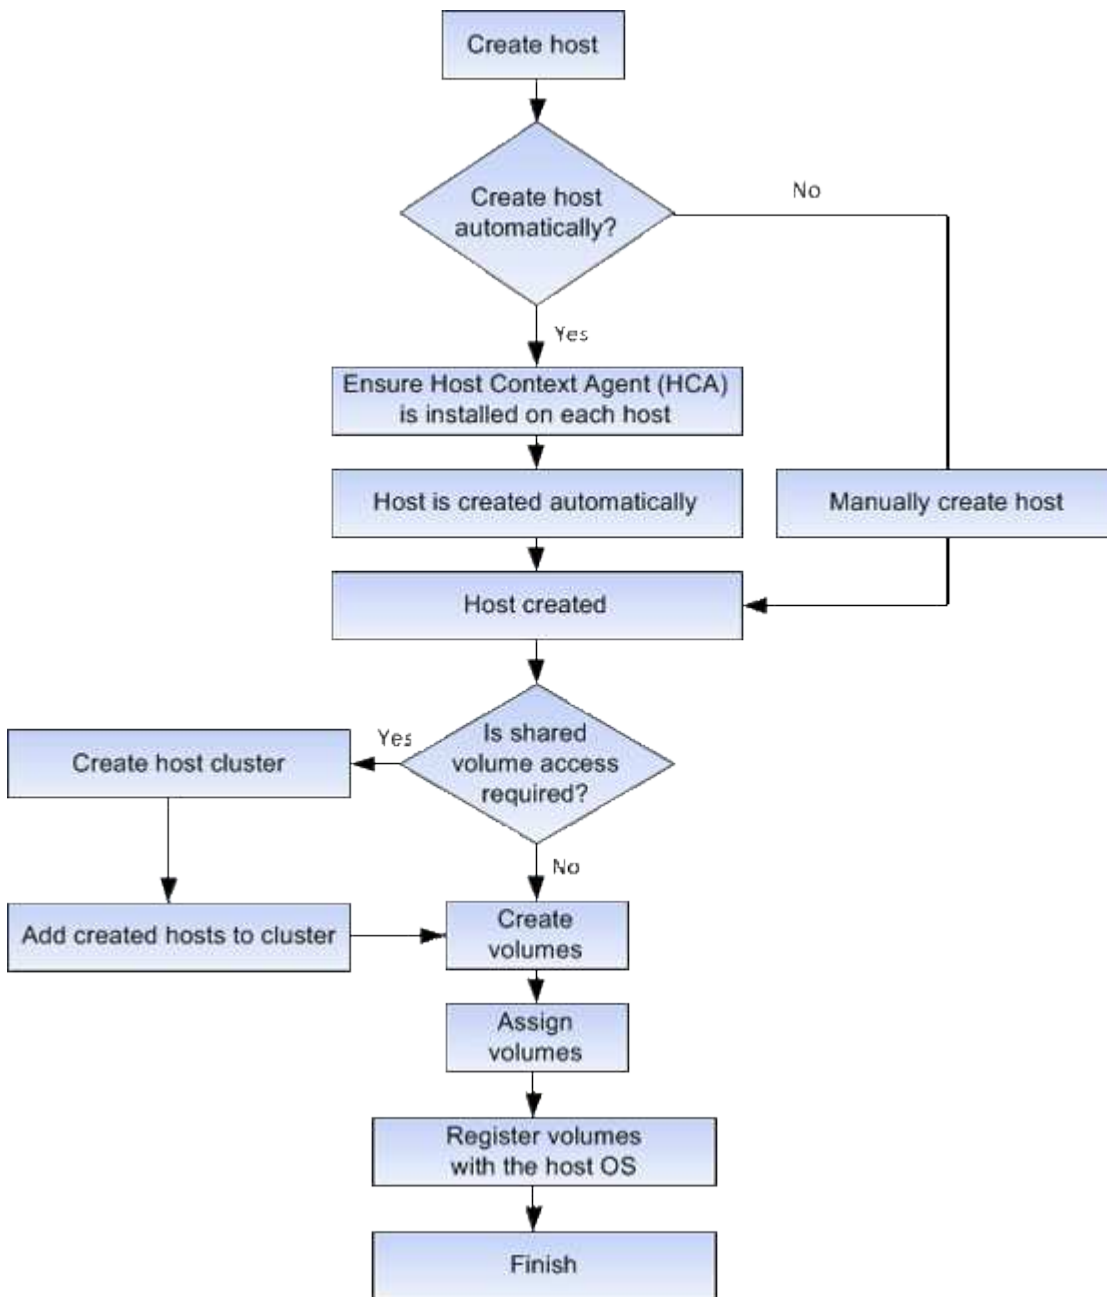 Create host
Create host
automatically?
No
Yes
Ensure Host Context Agent (HCA)
is installed on each host
Host is created automatically
Manually create host
Host created
Is shared
volume access
required?
Yes
Create host cluster
No
Add created hosts to cluster
Create
volumes
Assign
volumes
Register volumes
with the host OS
Finish